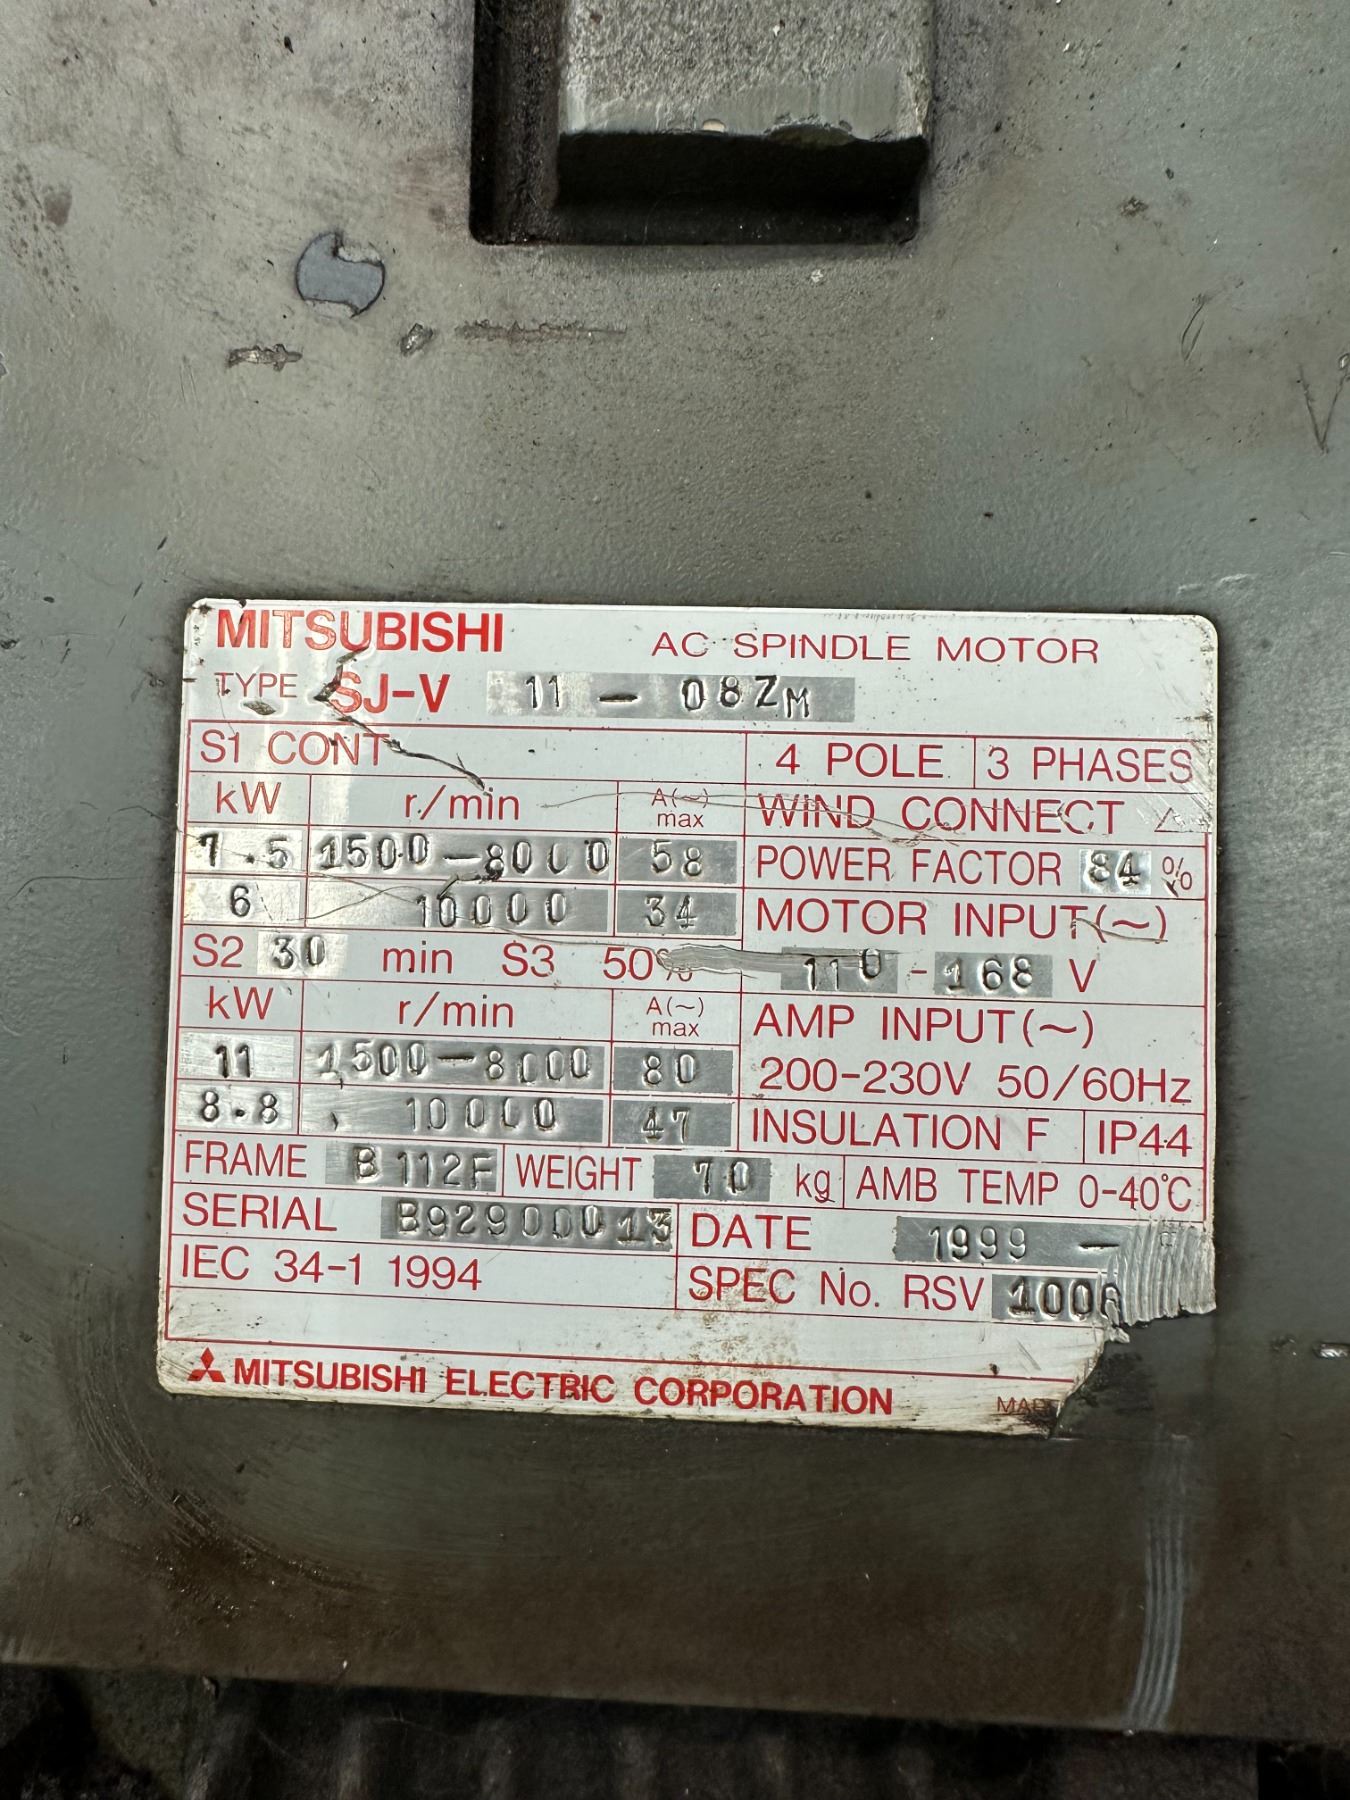 MITSUBISHI AC SPINDLE MOTOR
TYPE SJ-V 11-08ZM
S1 CONT 4 POLE 3 PHASES
kW r/min A(~) max WIND CONNECT △
7.5 1500-8000 58 POWER FACTOR 84 %
6 10000 34 MOTOR INPUT(~)
S2 30 min S3 50% 110-168 V
kW r/min A(~) max AMP INPUT(~)
11 1500-8000 80 200-230V 50/60Hz
8.8 10000 47 INSULATION F IP44
FRAME B112F WEIGHT 70 kg AMB TEMP 0-40°C
SERIAL B92900013 DATE 1999 -
IEC 34-1 1994 SPEC No. RSV
MITSUBISHI ELECTRIC CORPORATION